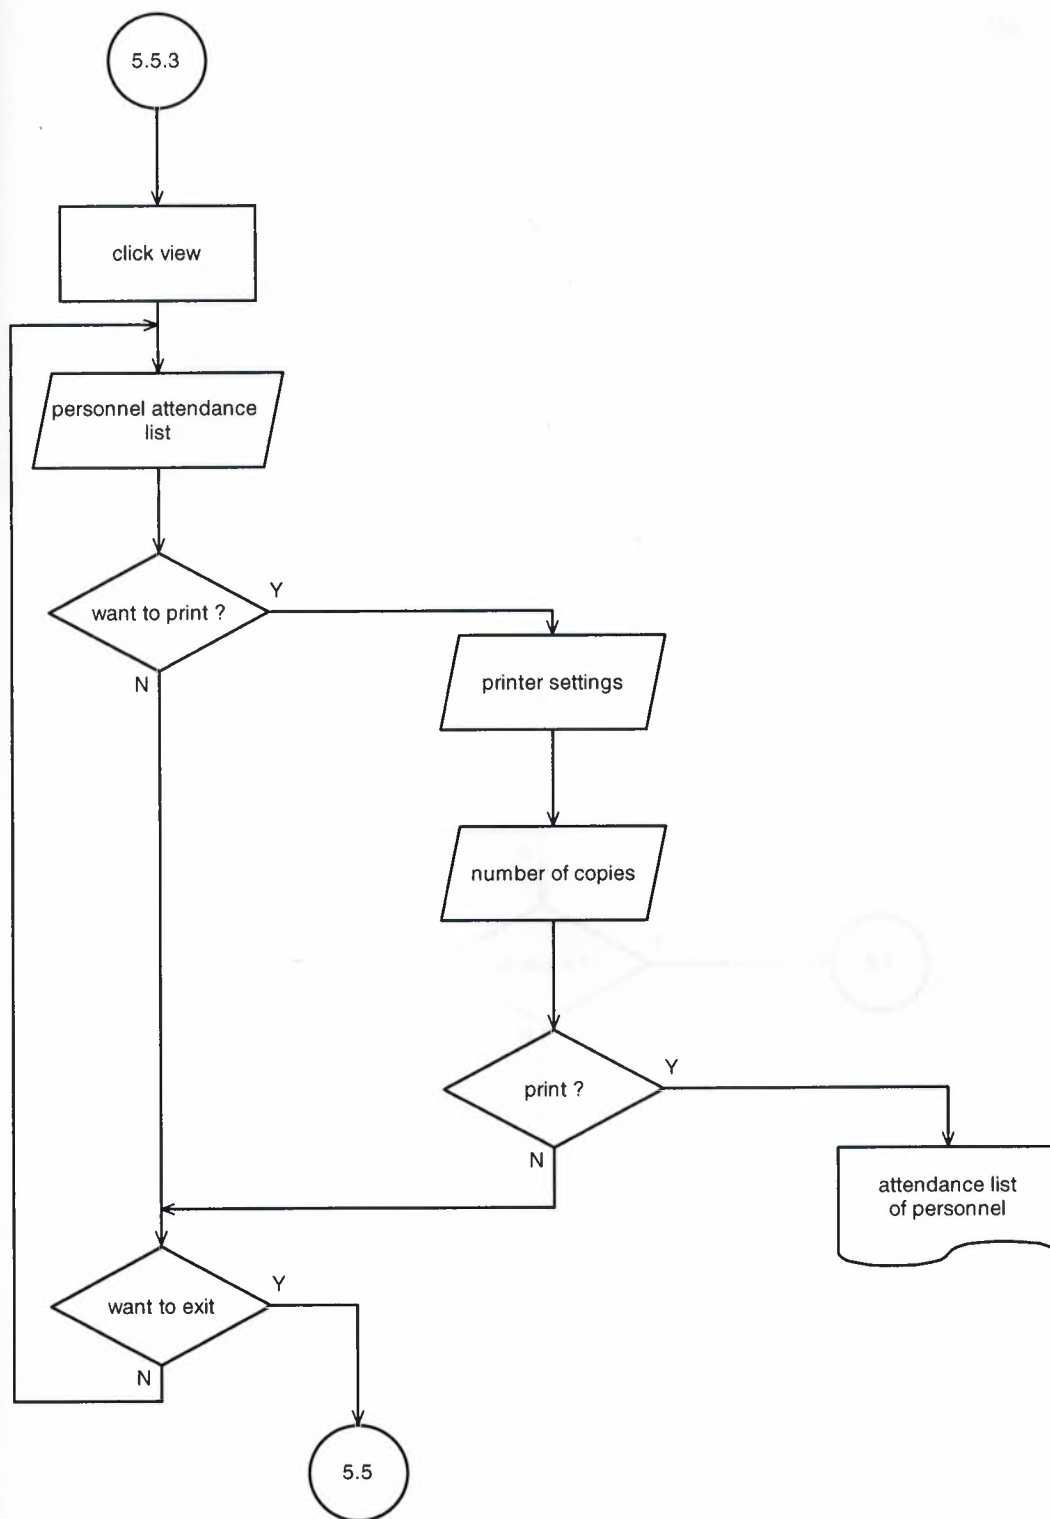 5.5.3
click view
personnel attendance
list
want to print ?
Y
N
printer settings
number of copies
print ?
Y
N
attendance list
of personnel
want to exit
Y
N
5.5